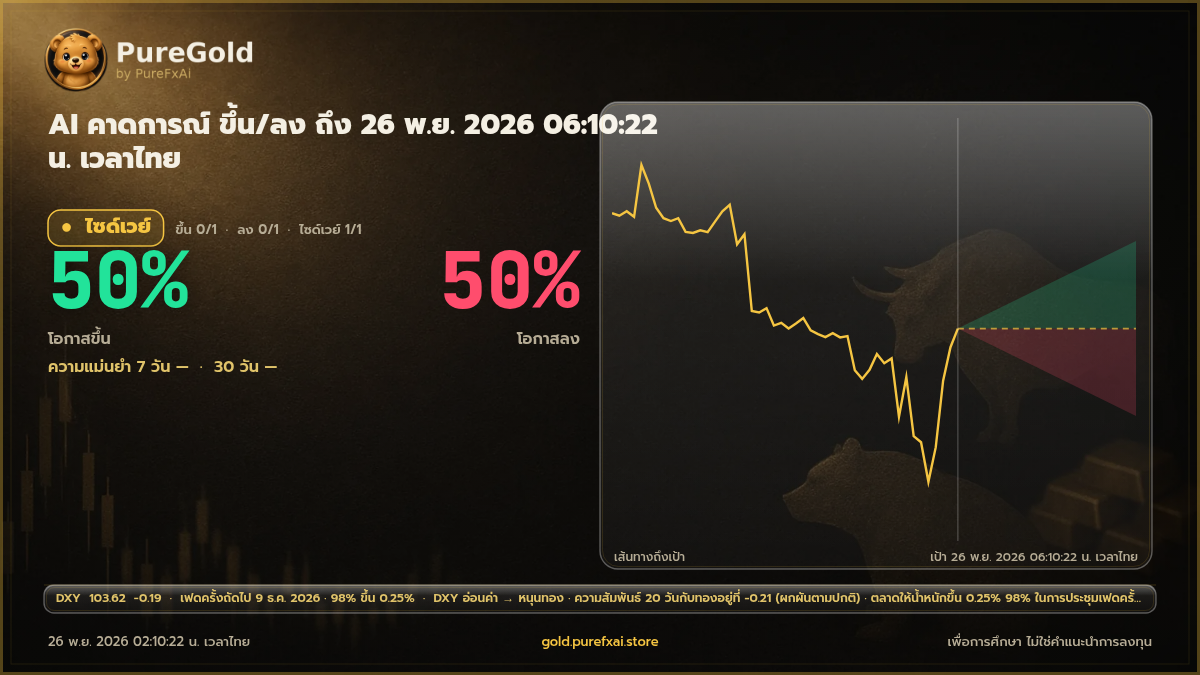 PureGold
by PureFxAi
AI คาดการณ์ ขึ้น/ลง ถึง 26 พ.ย. 2026 06:10:22
น. เวลาไทย
ไซด์เวย์
ขึ้น 0/1 · ลง 0/1 · ไซด์เวย์ 1/1
50%
50%
โอกาสขึ้น
โอกาสลง
ความแม่นยำ 7 วัน — · 30 วัน —
เส้นทางถึงเป้า
เป้า 26 พ.ย. 2026 06:10:22 น. เวลาไทย
DXY 103.62 -0.19 · เฟดครั้งถัดไป 9 ธ.ค. 2026 · 98% ขึ้น 0.25% · DXY อ่อนค่า → หนุนทอง · ความสัมพันธ์ 20 วันกับทองอยู่ที่ -0.21 (ผกผันตามปกติ) · ตลาดให้น้ำหนักขึ้น 0.25% 98% ในการประชุมเฟดครั้…
26 พ.ย. 2026 02:10:22 น. เวลาไทย
gold.purefxai.store
เพื่อการศึกษา ไม่ใช่คำแนะนำการลงทุน